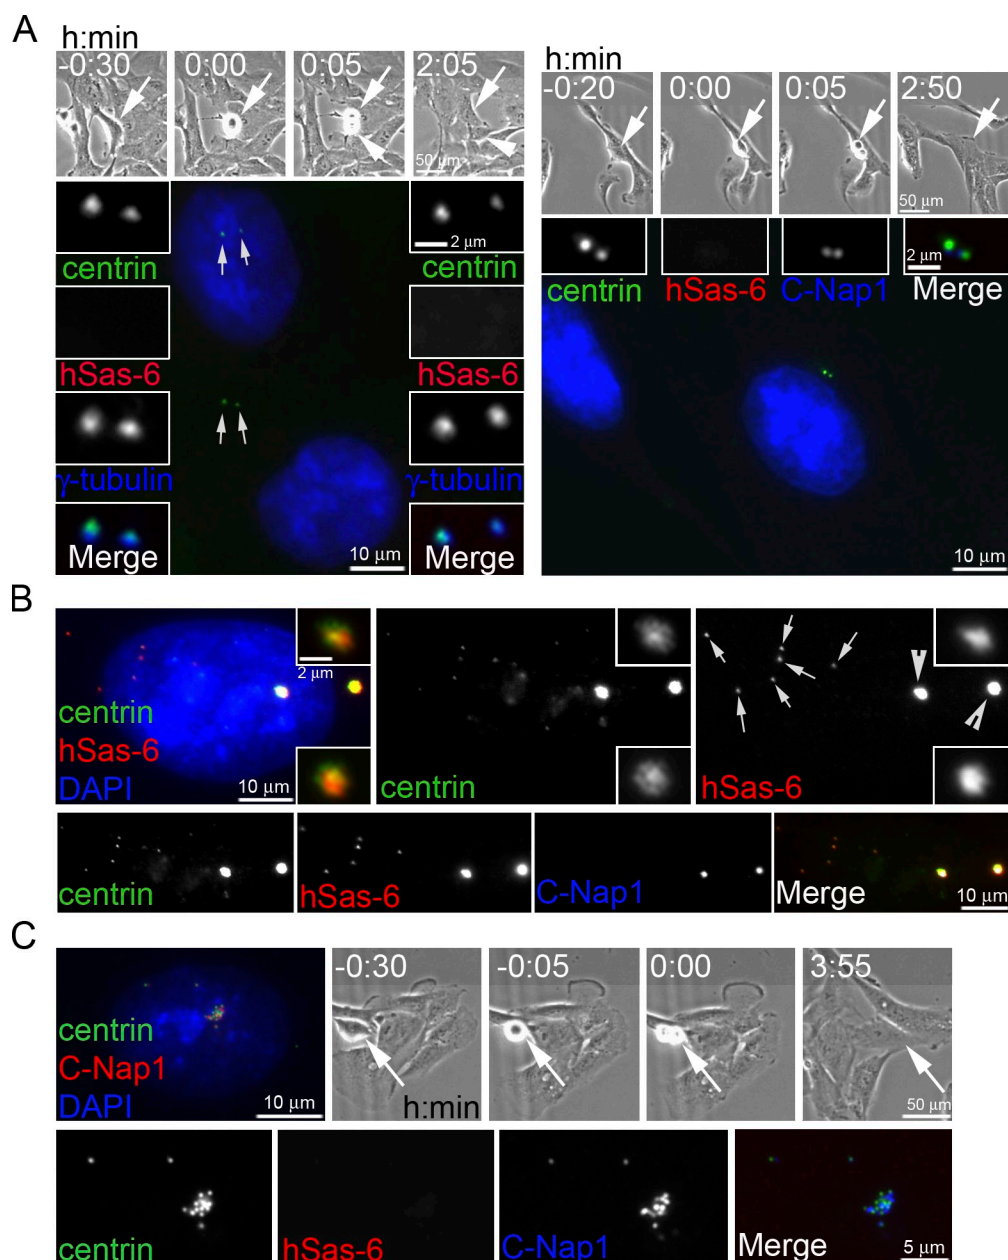 A
h:min
-0:30
0:00
0:05
2:05
50 μm
h:min
-0:20
0:00
0:05
2:50
50 μm
centrin
hSas-6
γ-tubulin
Merge
2 μm
centrin
hSas-6
γ-tubulin
Merge
10 μm
2 μm
centrin
hSas-6
C-Nap1
Merge
10 μm
B
centrin
hSas-6
DAPI
2 μm
10 μm
centrin
hSas-6
centrin
hSas-6
C-Nap1
Merge
10 μm
C
centrin
C-Nap1
DAPI
10 μm
-0:30
h:min
-0:05
0:00
3:55
50 μm
centrin
hSas-6
C-Nap1
Merge
5 μm